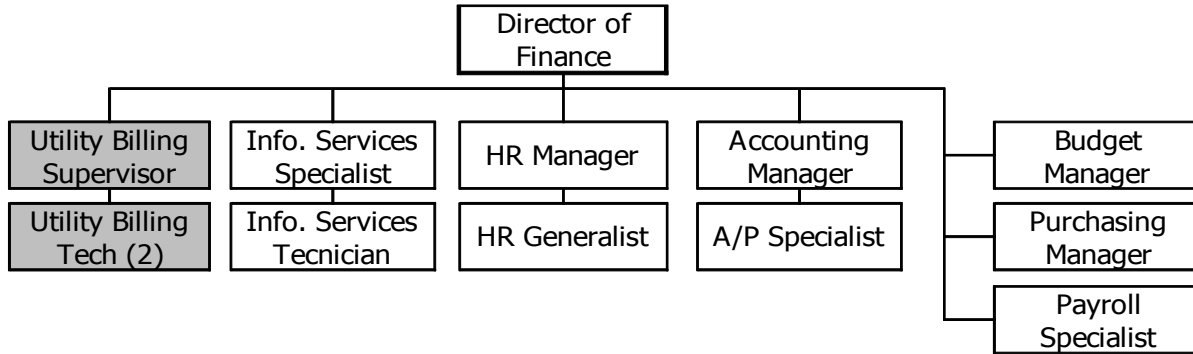 Director of
Finance
Utility Billing
Supervisor
Info. Services
Specialist
HR Manager
Accounting
Manager
Budget
Manager
Utility Billing
Tech (2)
Info. Services
Tecnician
HR Generalist
A/P Specialist
Purchasing
Manager
Payroll
Specialist